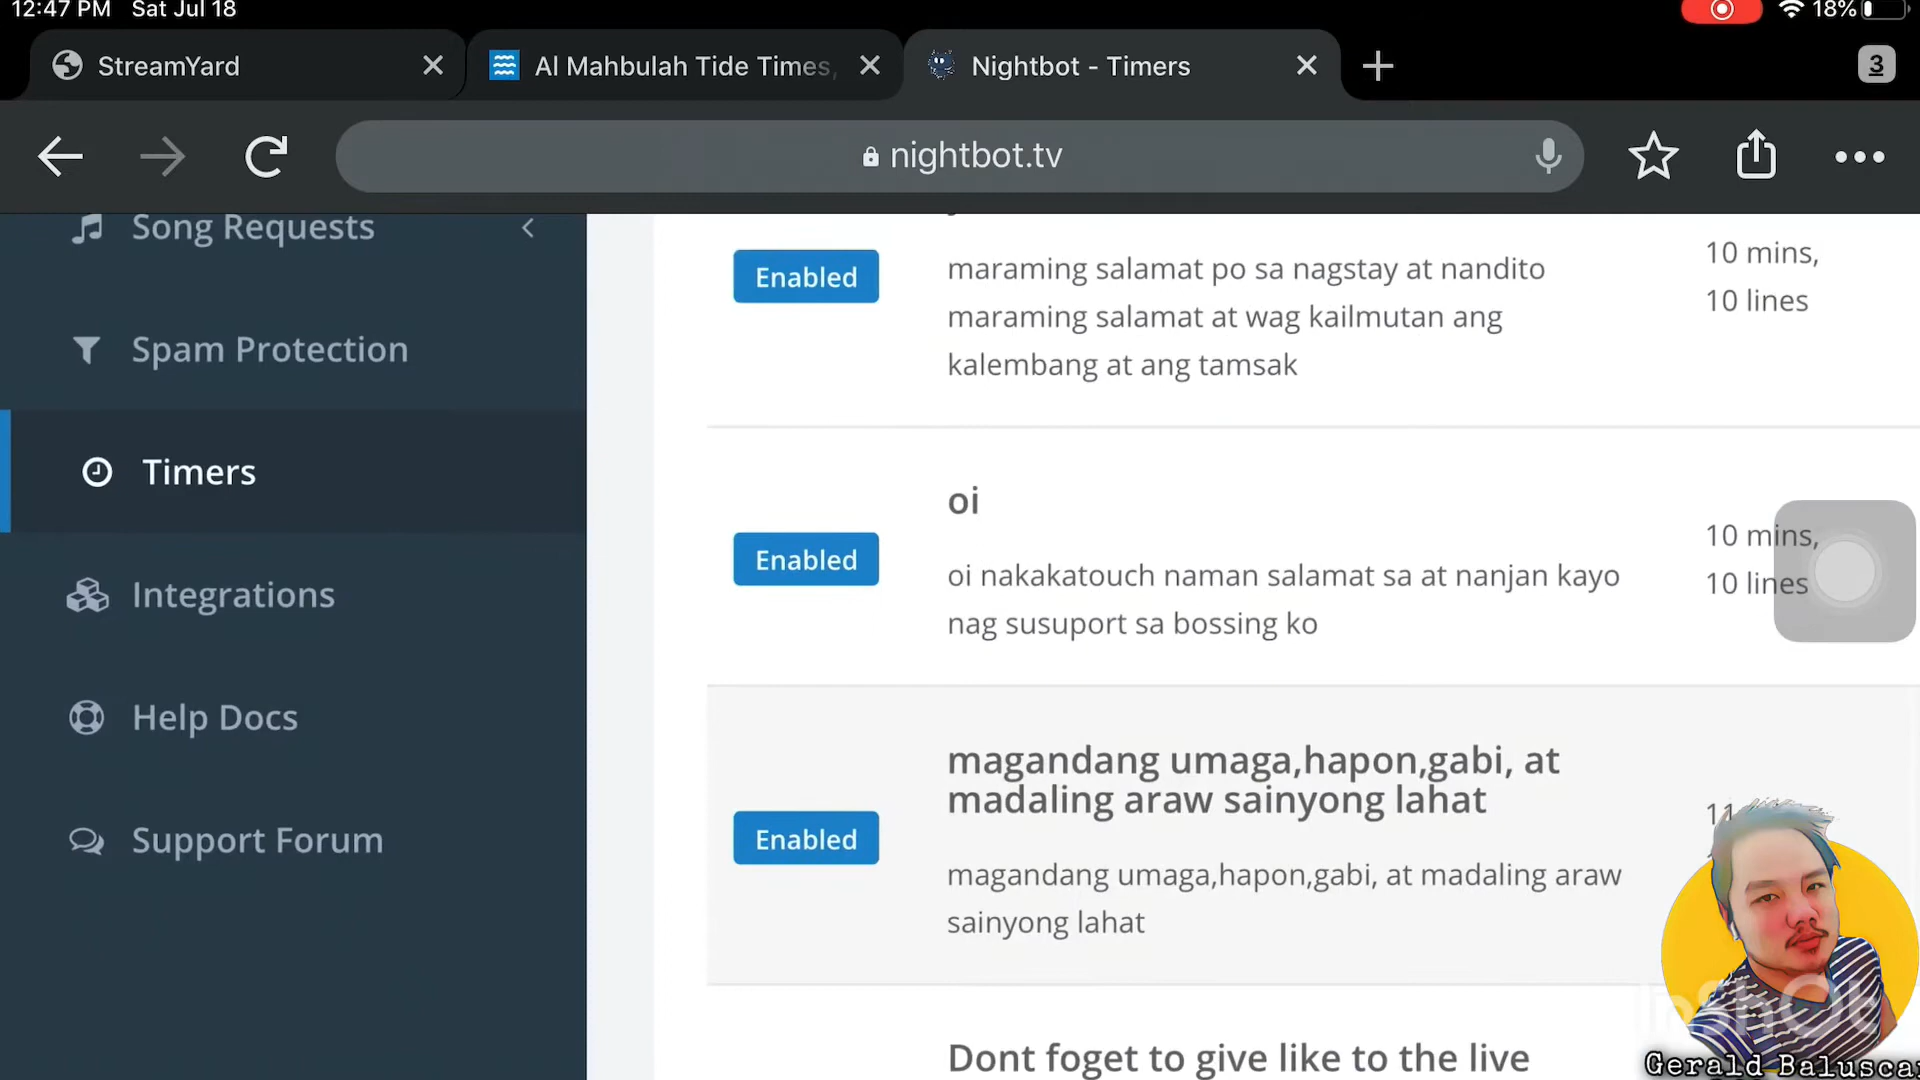 12:47 PM Sat Jul 18
18%
StreamYard
Al Mahbulah Tide Times,
Nightbot - Timers
3
nightbot.tv
Song Requests
Spam Protection
Timers
Integrations
Help Docs
Support Forum
Enabled
maraming salamat po sa nagstay at nandito
maraming salamat at wag kailmutan ang
kalembang at ang tamsak
10 mins,
10 lines
oi
Enabled
oi nakakatouch naman salamat sa at nanjan kayo
nag susuport sa bossing ko
10 mins,
10 lines
magandang umaga,hapon,gabi, at
madaling araw sainyong lahat
Enabled
magandang umaga,hapon,gabi, at madaling araw
sainyong lahat
11
Dont foget to give like to the live
InShOt
Gerald Balusca